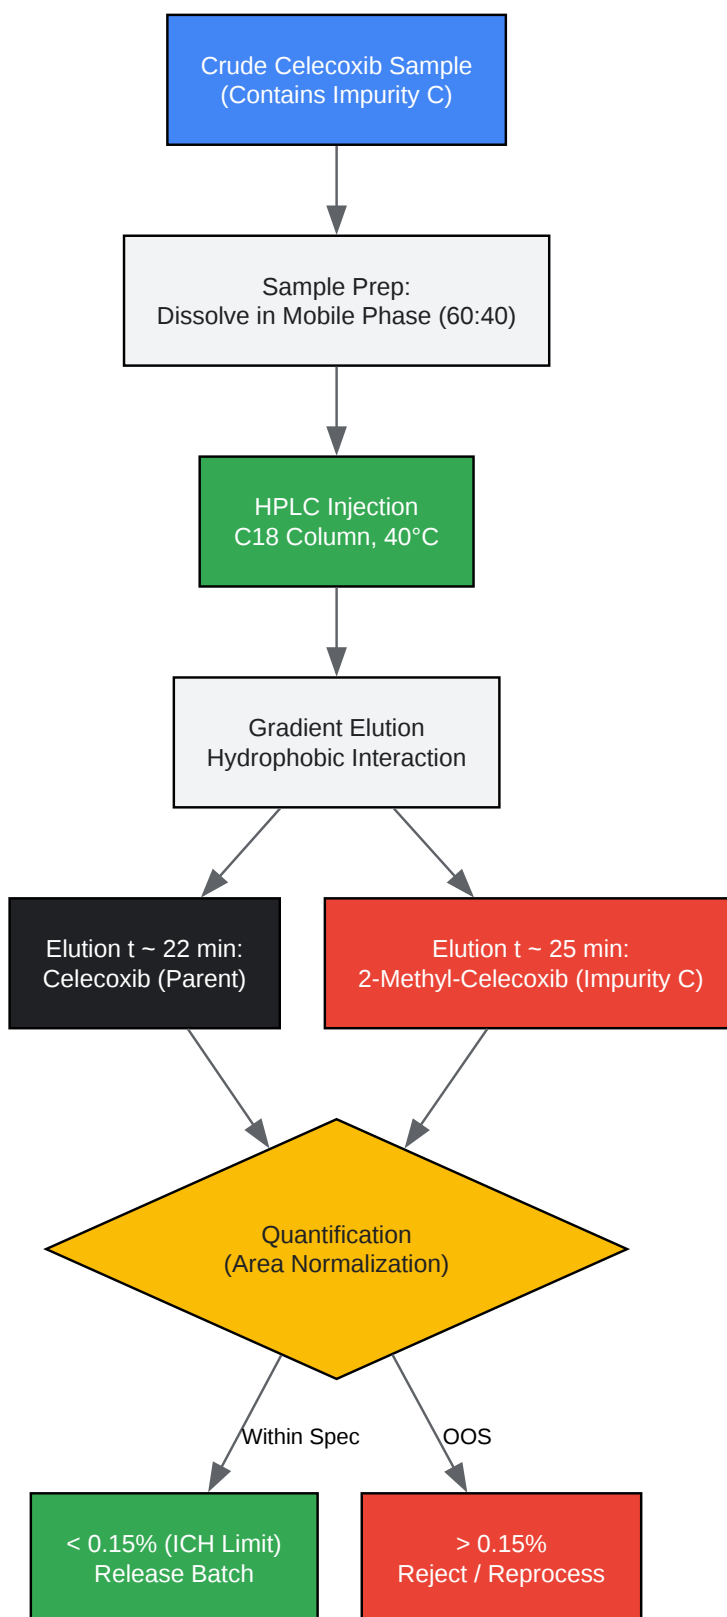 Crude Celecoxib Sample
(Contains Impurity C)
Sample Prep:
Dissolve in Mobile Phase (60:40)
HPLC Injection
C18 Column, 40°C
Gradient Elution
Hydrophobic Interaction
Elution t ~ 22 min:
Celecoxib (Parent)
Elution t ~ 25 min:
2-Methyl-Celecoxib (Impurity C)
Quantification
(Area Normalization)
Within Spec
OOS
< 0.15% (ICH Limit)
Release Batch
> 0.15%
Reject / Reprocess